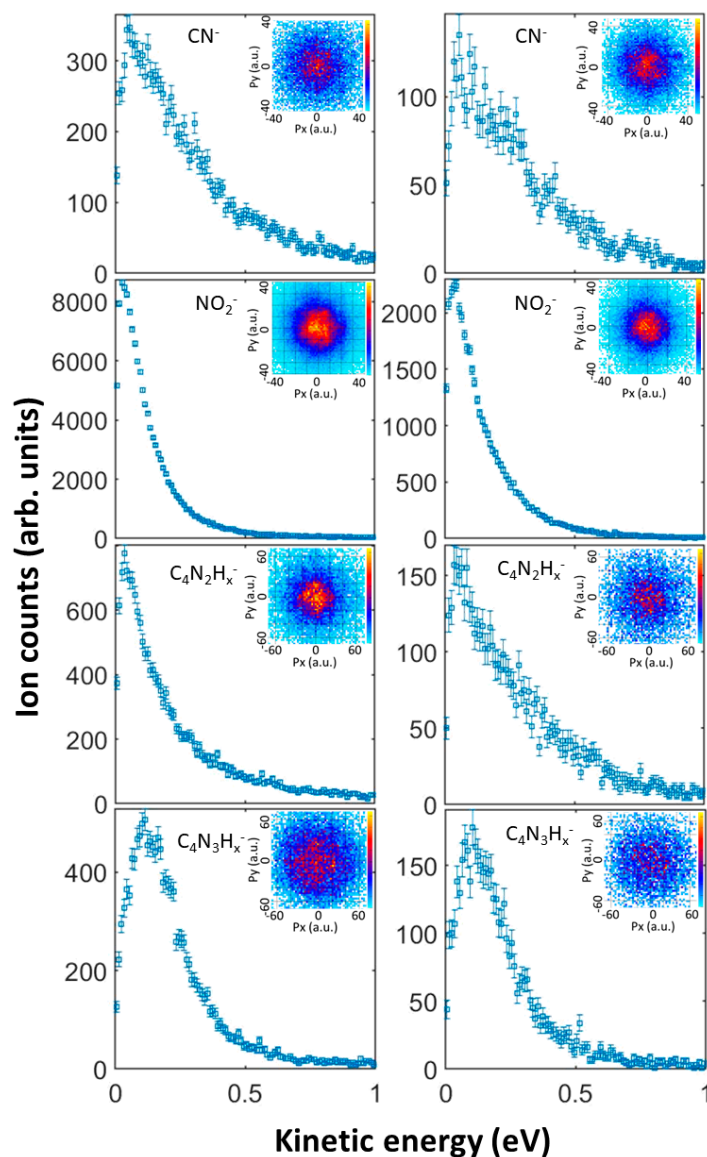 CN⁻
Py (a.u.)
40
0
-40
-40 0 40
Px (a.u.)
300
200
100
0
CN⁻
Py (a.u.)
40
0
-40
-40 0 40
Px (a.u.)
100
50
0
NO₂⁻
Py (a.u.)
40
0
-40
-40 0 40
Px (a.u.)
8000
6000
4000
2000
0
NO₂⁻
Py (a.u.)
40
0
-40
-40 0 40
Px (a.u.)
2000
1500
1000
500
0
C₄N₂Hₓ⁻
Py (a.u.)
60
0
-60
-60 0 60
Px (a.u.)
600
400
200
0
C₄N₂Hₓ⁻
Py (a.u.)
60
0
-60
-60 0 60
Px (a.u.)
150
100
50
0
C₄N₃Hₓ⁻
Py (a.u.)
60
0
-60
-60 0 60
Px (a.u.)
400
200
0
0 0.5 1
C₄N₃Hₓ⁻
Py (a.u.)
60
0
-60
-60 0 60
Px (a.u.)
150
100
50
0
0 0.5 1
Ion counts (arb. units)
Kinetic energy (eV)